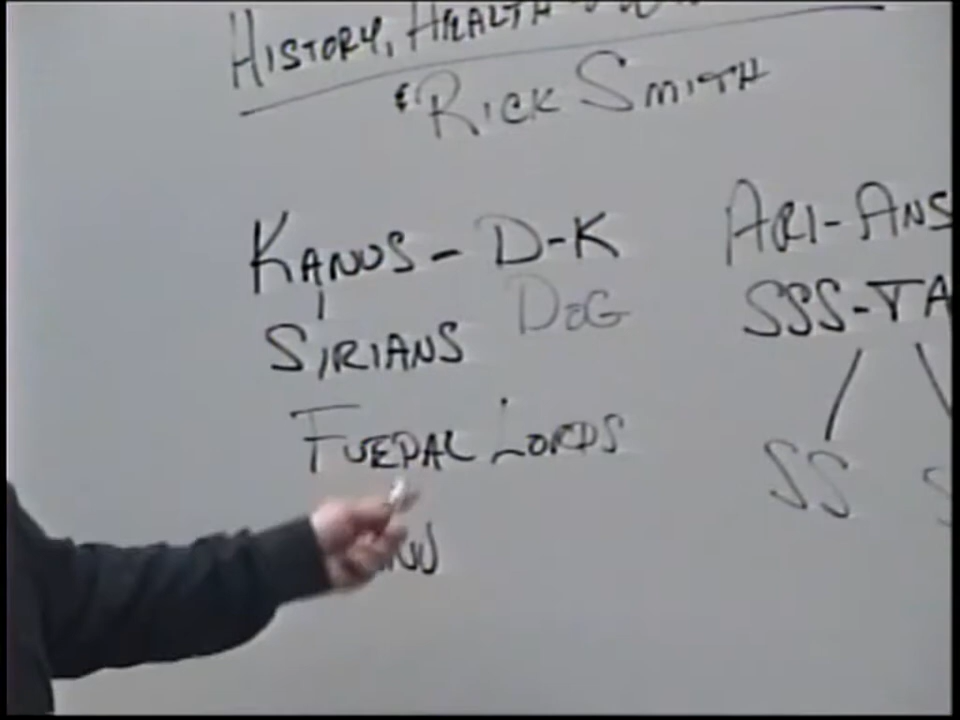 HISTORY, HEALTH
& RICK SMITH
KANUS - D-K
DOG
SIRIANS
FUEDAL LORDS
ARI-ANS
SSS-TA
SS